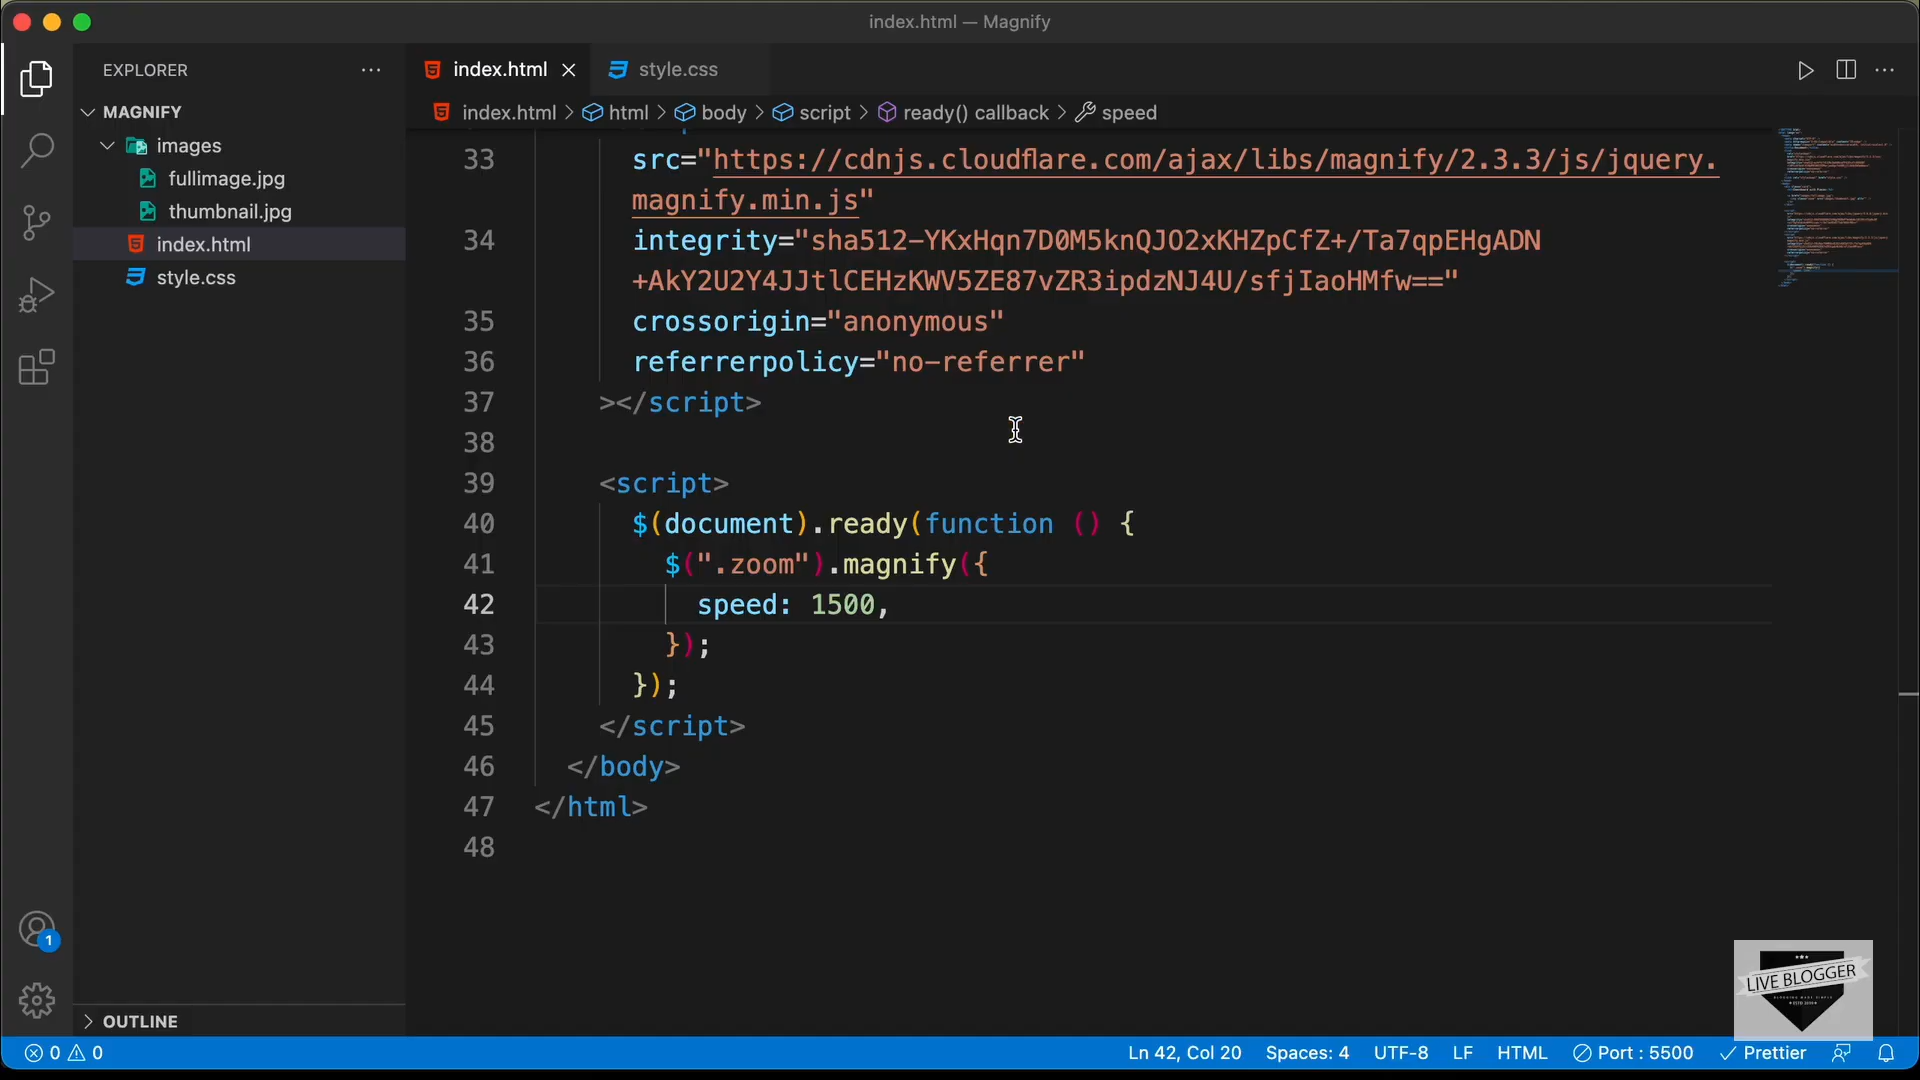 index.html — Magnify
EXPLORER
index.html
style.css
MAGNIFY
index.html > html > body > script > ready() callback > speed
images
fullimage.jpg
thumbnail.jpg
index.html
style.css
33 src="https://cdnjs.cloudflare.com/ajax/libs/magnify/2.3.3/js/jquery.
magnify.min.js"
34 integrity="sha512-YKxHqn7D0M5knQJO2xKHZpCfZ+/Ta7qpEHgADN
+AkY2U2Y4JJtlCEHzKWV5ZE87vZR3ipdzNJ4U/sfjIaoHMfw=="
35 crossorigin="anonymous"
36 referrerpolicy="no-referrer"
37 ></script>
38
39 <script>
40 $(document).ready(function () {
41 $(".zoom").magnify({
42 speed: 1500,
43 });
44 });
45 </script>
46 </body>
47 </html>
48
1
LIVE BLOGGER
OUTLINE
0 0
Ln 42, Col 20
Spaces: 4
UTF-8
LF
HTML
Port : 5500
Prettier